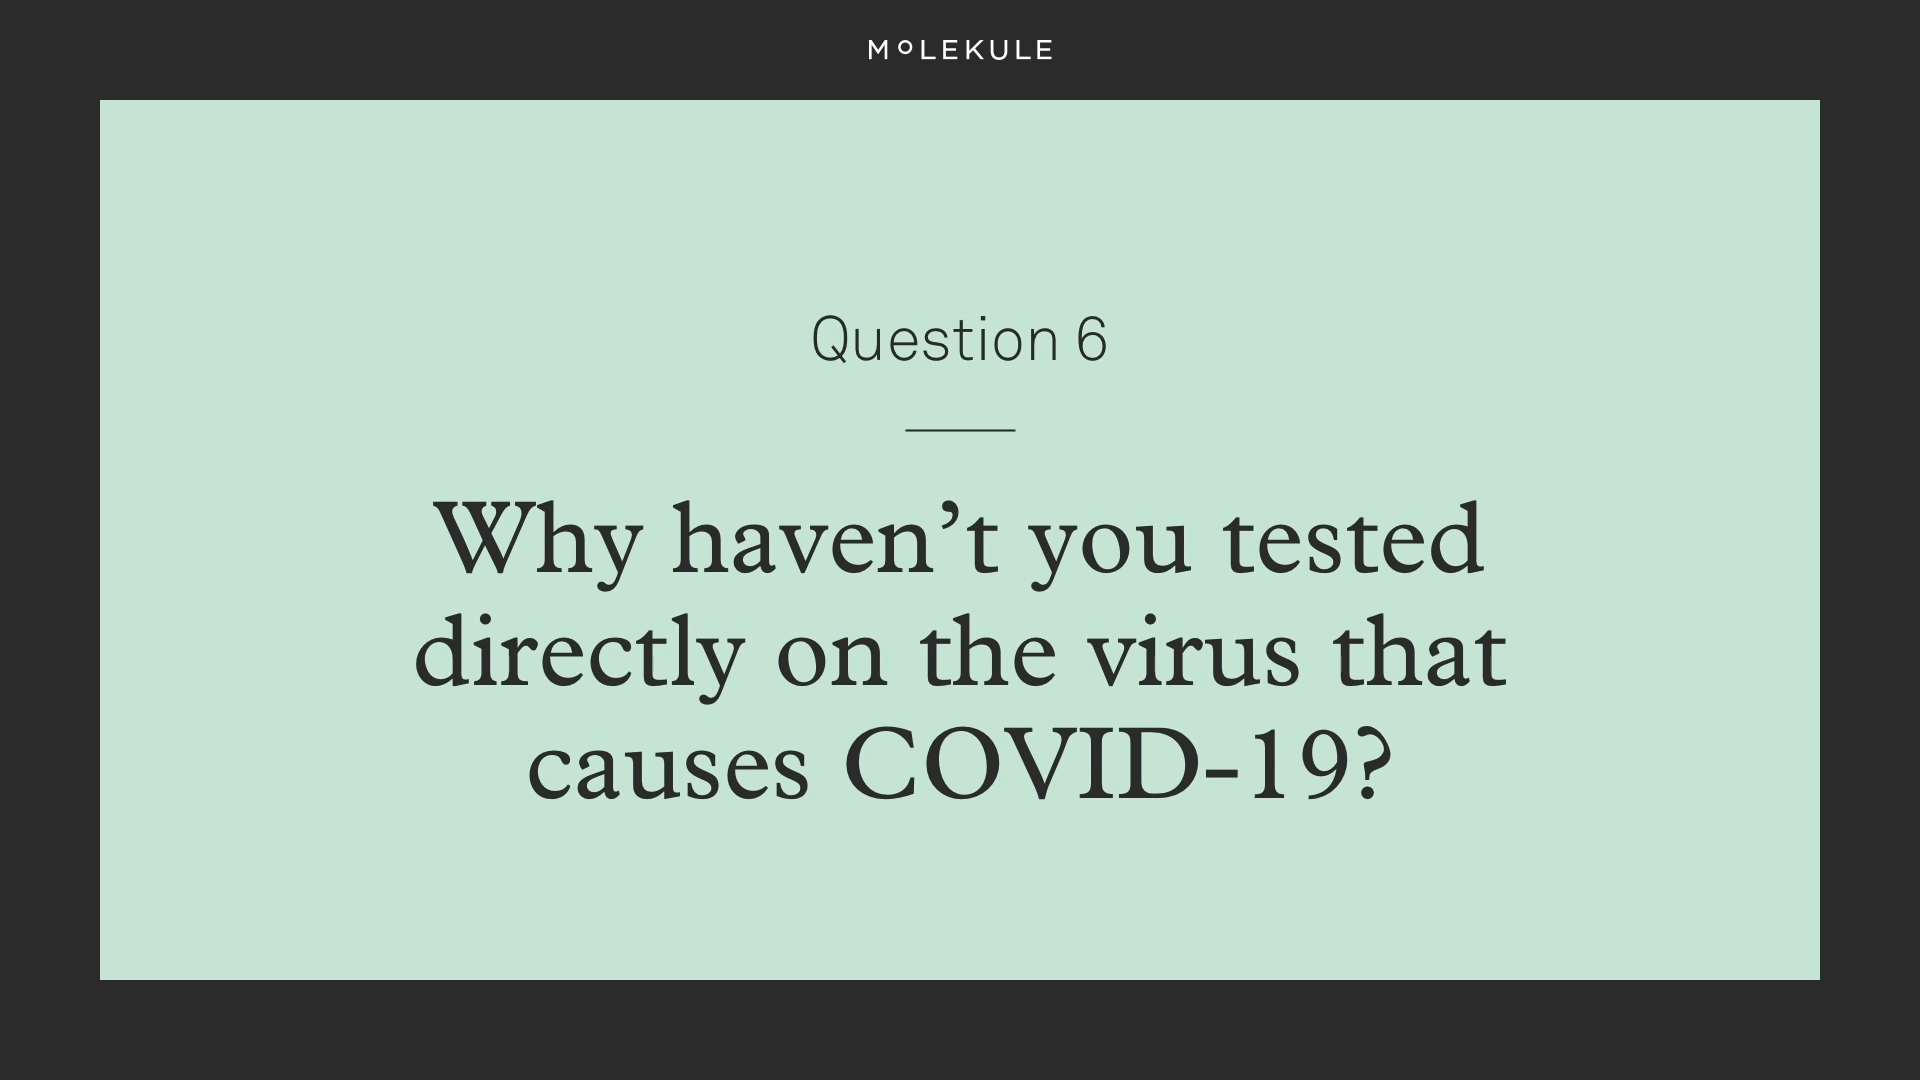 MOLEKULE
Question 6
Why haven’t you tested
directly on the virus that
causes COVID-19?